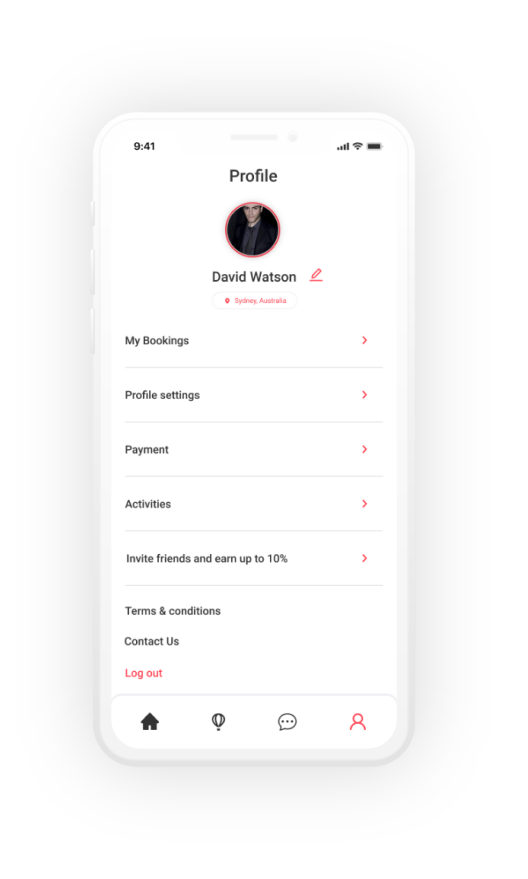 9:41
Profile
David Watson
Sydney, Australia
My Bookings
Profile settings
Payment
Activities
Invite friends and earn up to 10%
Terms & conditions
Contact Us
Log out